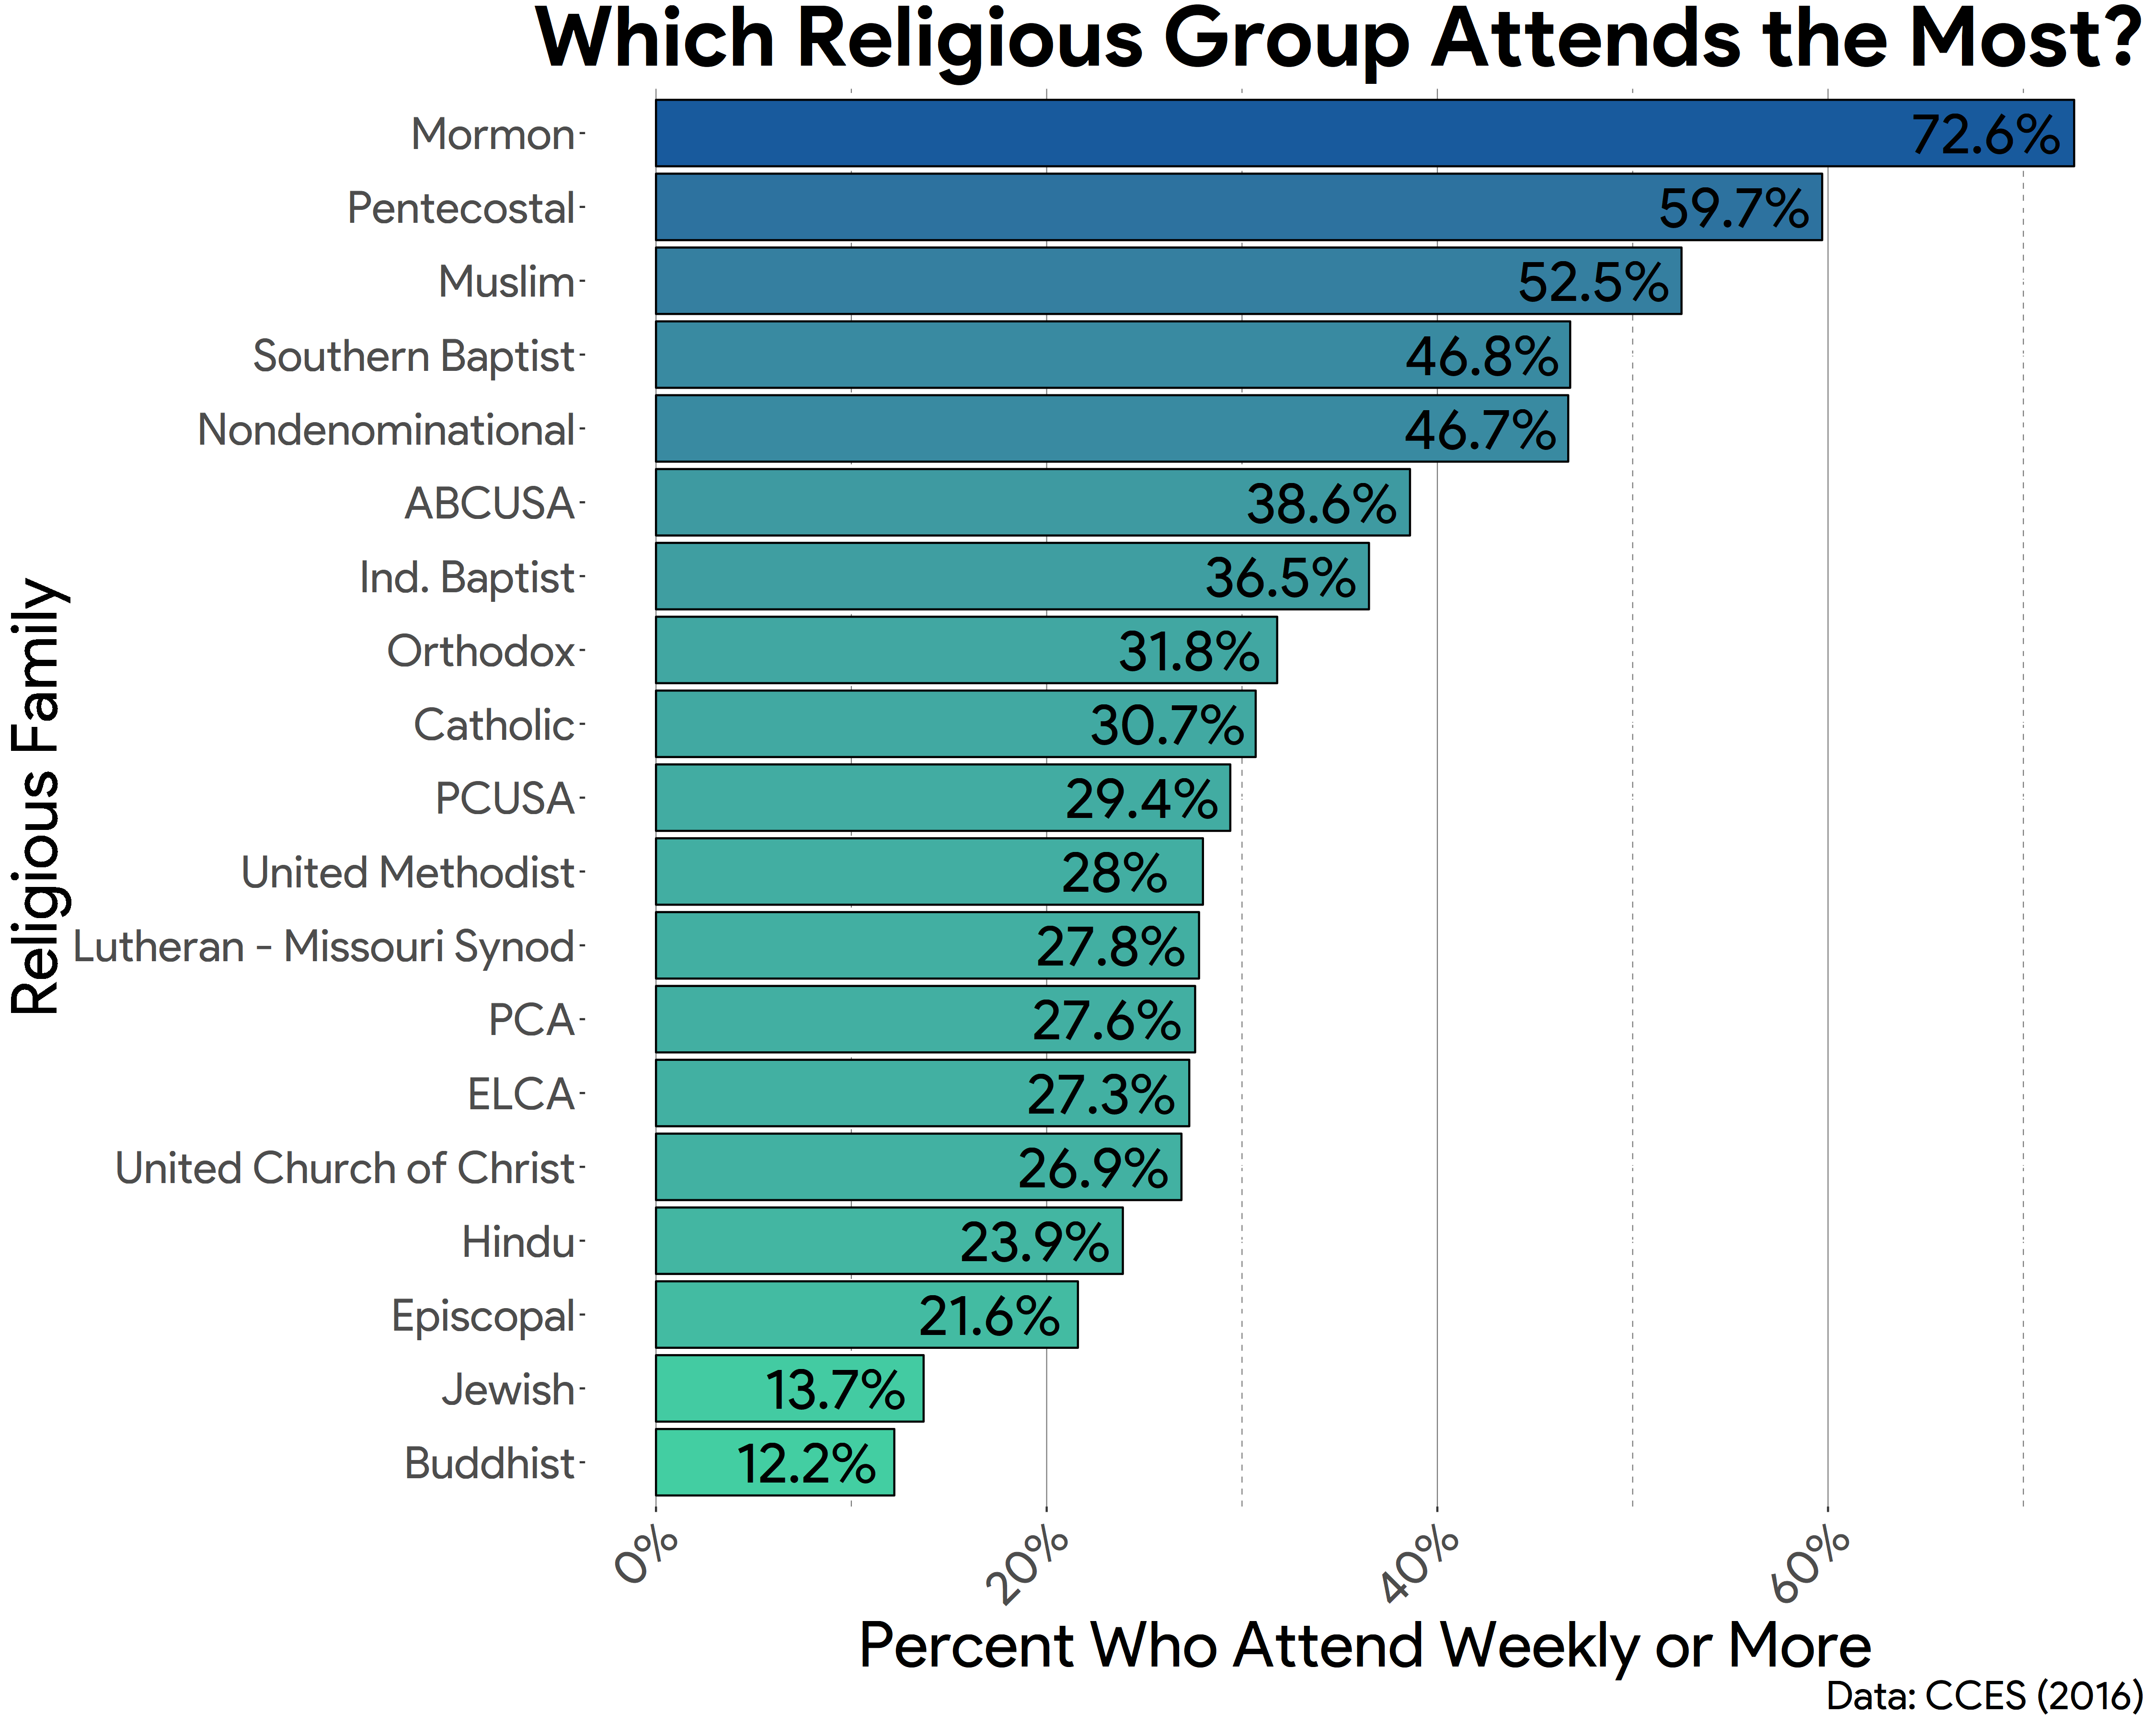 Which Religious Group Attends the Most?
Religious Family
Mormon 72.6%
Pentecostal 59.7%
Muslim 52.5%
Southern Baptist 46.8%
Nondenominational 46.7%
ABCUSA 38.6%
Ind. Baptist 36.5%
Orthodox 31.8%
Catholic 30.7%
PCUSA 29.4%
United Methodist 28%
Lutheran - Missouri Synod 27.8%
PCA 27.6%
ELCA 27.3%
United Church of Christ 26.9%
Hindu 23.9%
Episcopal 21.6%
Jewish 13.7%
Buddhist 12.2%
0% 20% 40% 60%
Percent Who Attend Weekly or More
Data: CCES (2016)